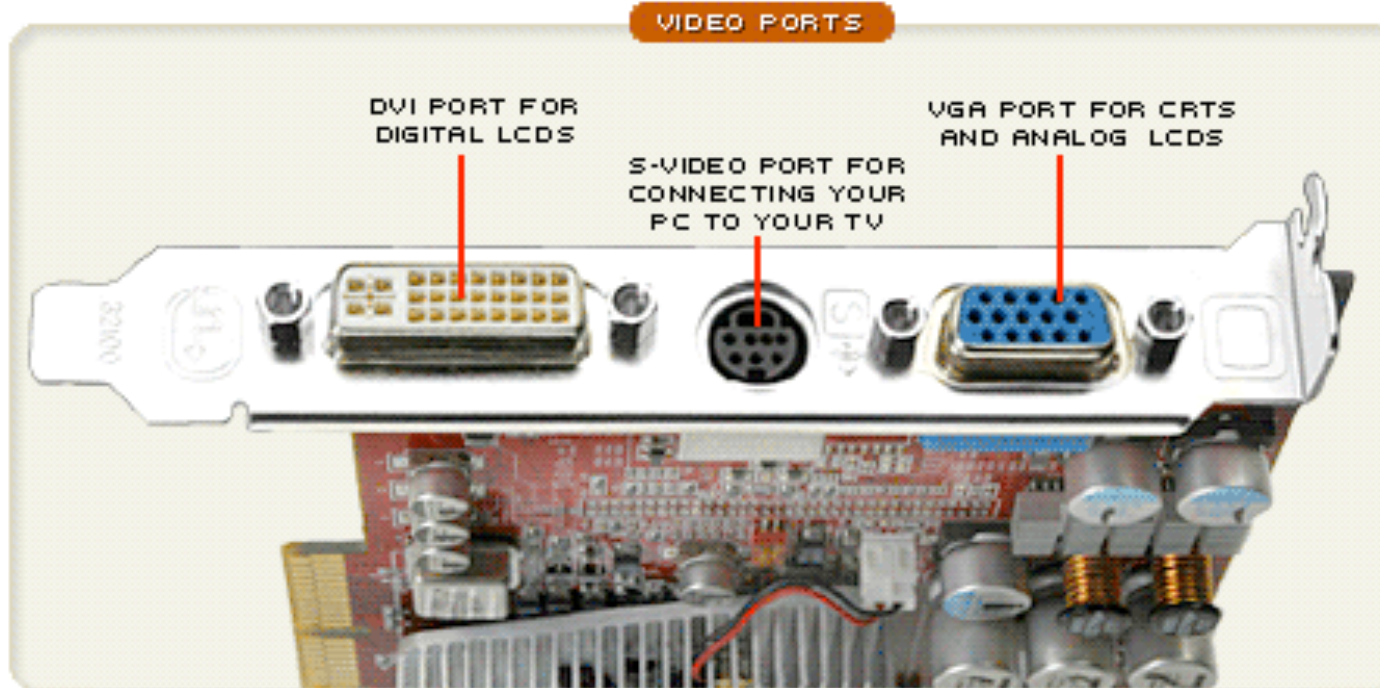 VIDEO PORTS
DVI PORT FOR
DIGITAL LCDS
S-VIDEO PORT FOR
CONNECTING YOUR
PC TO YOUR TV
VGA PORT FOR CRTS
AND ANALOG LCDS